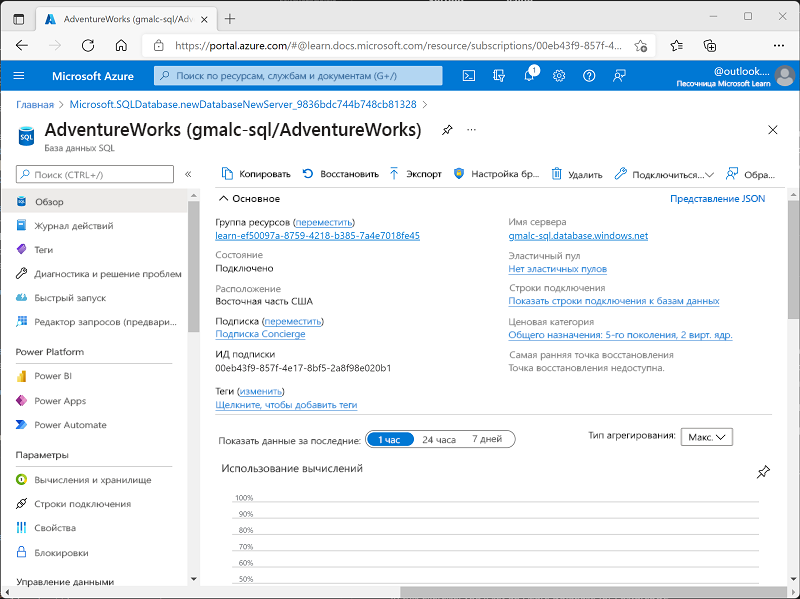 AdventureWorks (gmalc-sql/Adv
https://portal.azure.com/#@learn.docs.microsoft.com/resource/subscriptions/00eb43f9-857f-4...
Microsoft Azure
Поиск по ресурсам, службам и документам (G+/)
1
@outlook....
Песочница Microsoft Learn
Главная > Microsoft.SQLDatabase.newDatabaseNewServer_9836bdc744b748cb81328 >
SQL
AdventureWorks (gmalc-sql/AdventureWorks)
База данных SQL
Поиск (CTRL+/)
Копировать
Восстановить
Экспорт
Настройка бр...
Удалить
Подключиться...
Обра...
Обзор
Журнал действий
Теги
Диагностика и решение проблем
Быстрый запуск
Редактор запросов (предвари...
Power Platform
Power BI
Power Apps
Power Automate
Параметры
Вычисления и хранилище
Строки подключения
Свойства
Блокировки
Управление данными
Основное
Представление JSON
Группа ресурсов (переместить)
learn-ef50097a-8759-4218-b385-7a4e7018fe45
Состояние
Подключено
Расположение
Восточная часть США
Подписка (переместить)
Подписка Concierge
ИД подписки
00eb43f9-857f-4e17-8bf5-2a8f98e020b1
Теги (изменить)
Щелкните, чтобы добавить теги
Имя сервера
gmalc-sql.database.windows.net
Эластичный пул
Нет эластичных пулов
Строки подключения
Показать строки подключения к базам данных
Ценовая категория
Общего назначения: 5-го поколения, 2 вирт. ядр.
Самая ранняя точка восстановления
Точка восстановления недоступна.
Показать данные за последние:
1 час
24 часа
7 дней
Тип агрегирования:
Макс.
Использование вычислений
100%
90%
80%
70%
60%
50%